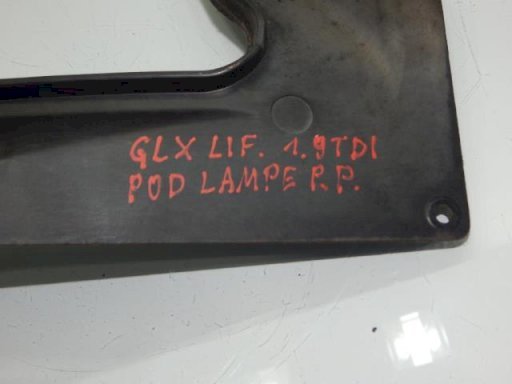 GLX LIF. 1.9TDI
POD LAMPE P.P.